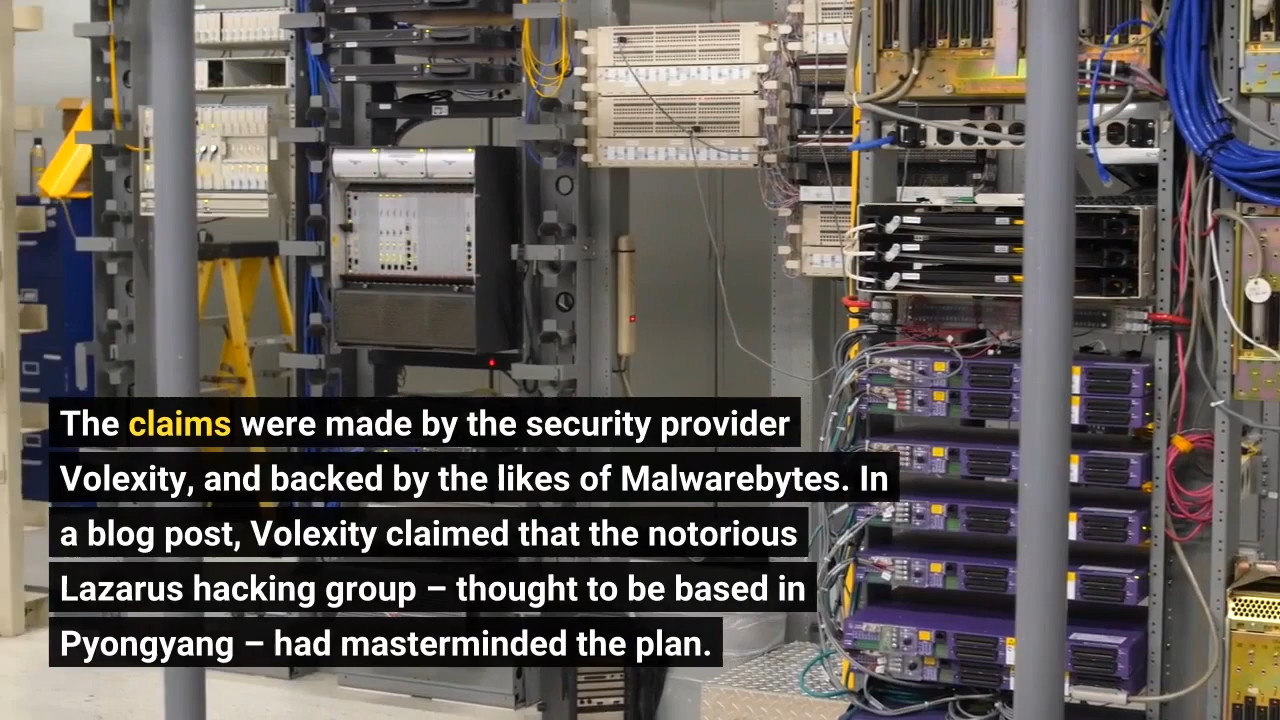 The claims were made by the security provider
Volexity, and backed by the likes of Malwarebytes. In
a blog post, Volexity claimed that the notorious
Lazarus hacking group – thought to be based in
Pyongyang – had masterminded the plan.